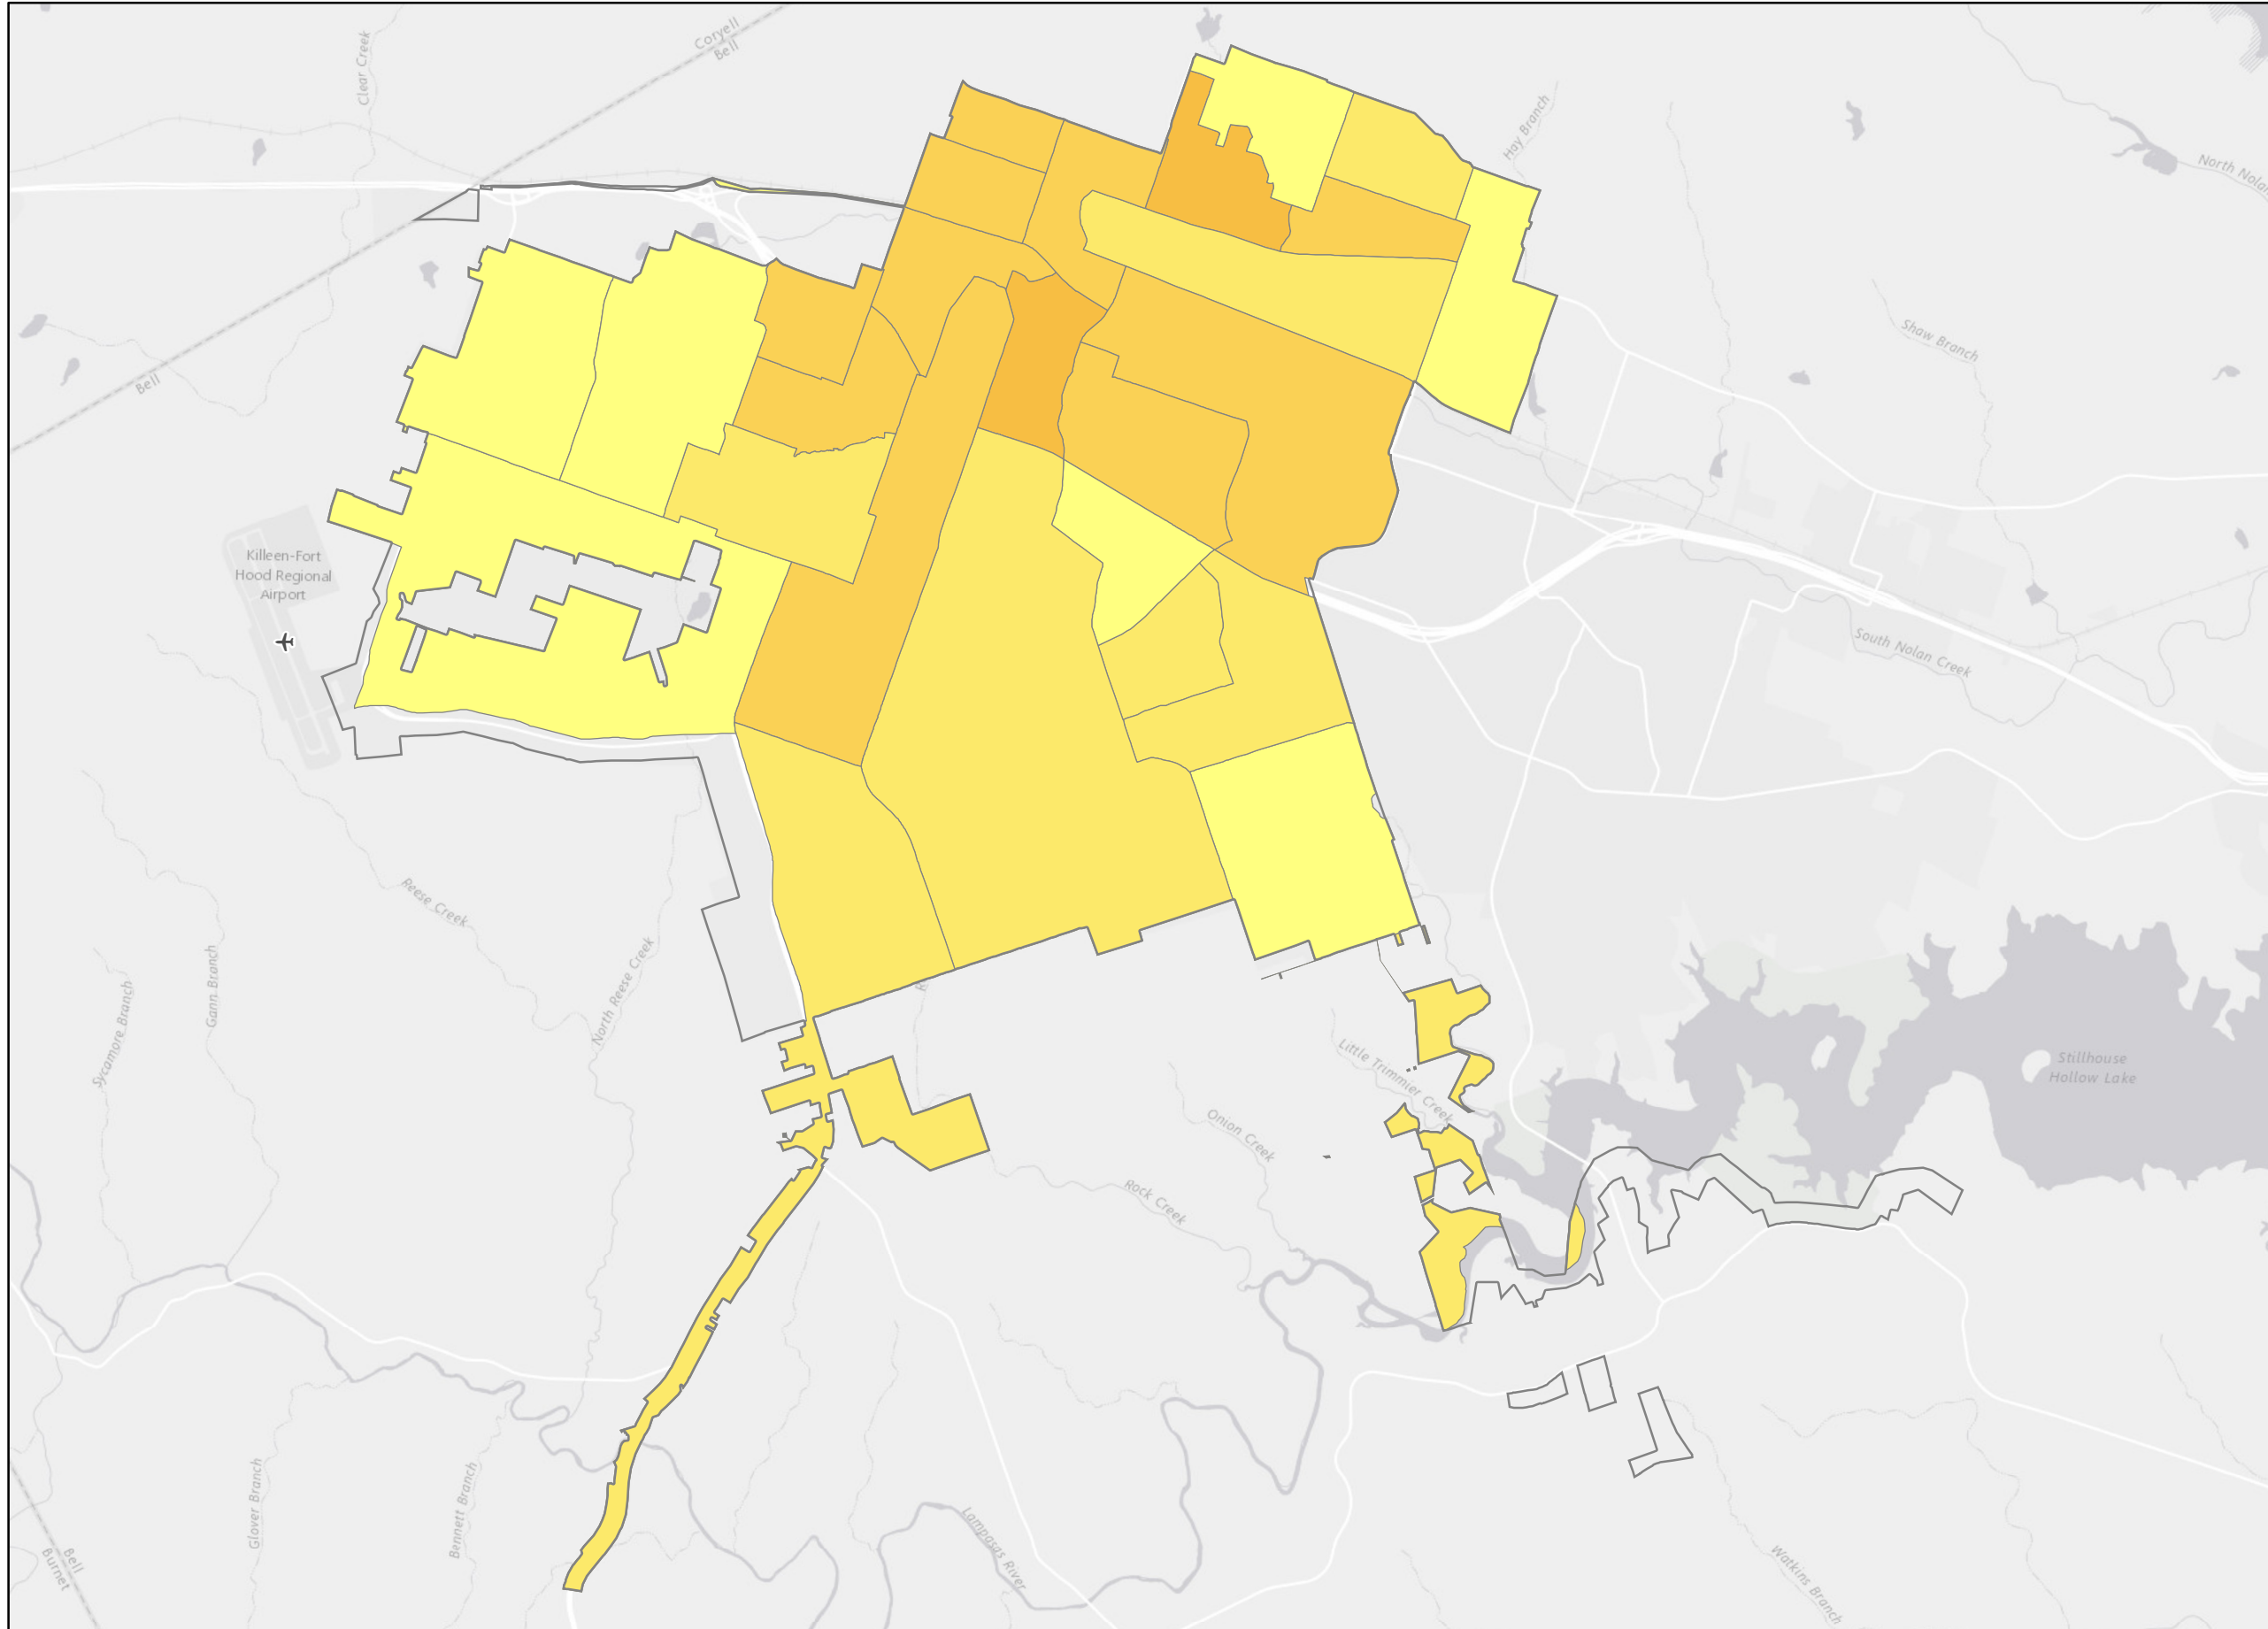 Coryell
Bell
Clear Creek
Hay Branch
North Nolan
Shaw Branch
Bell
Killeen-Fort
Hood Regional
Airport
South Nolan Creek
Reese Creek
Gann Branch
North Reese Creek
Sycamore Branch
Little Trimmier Creek
Stillhouse
Hollow Lake
Onion Creek
Rock Creek
Glover Branch
Bennett Branch
Lampasas River
Bell
Burnet
Watkins Branch